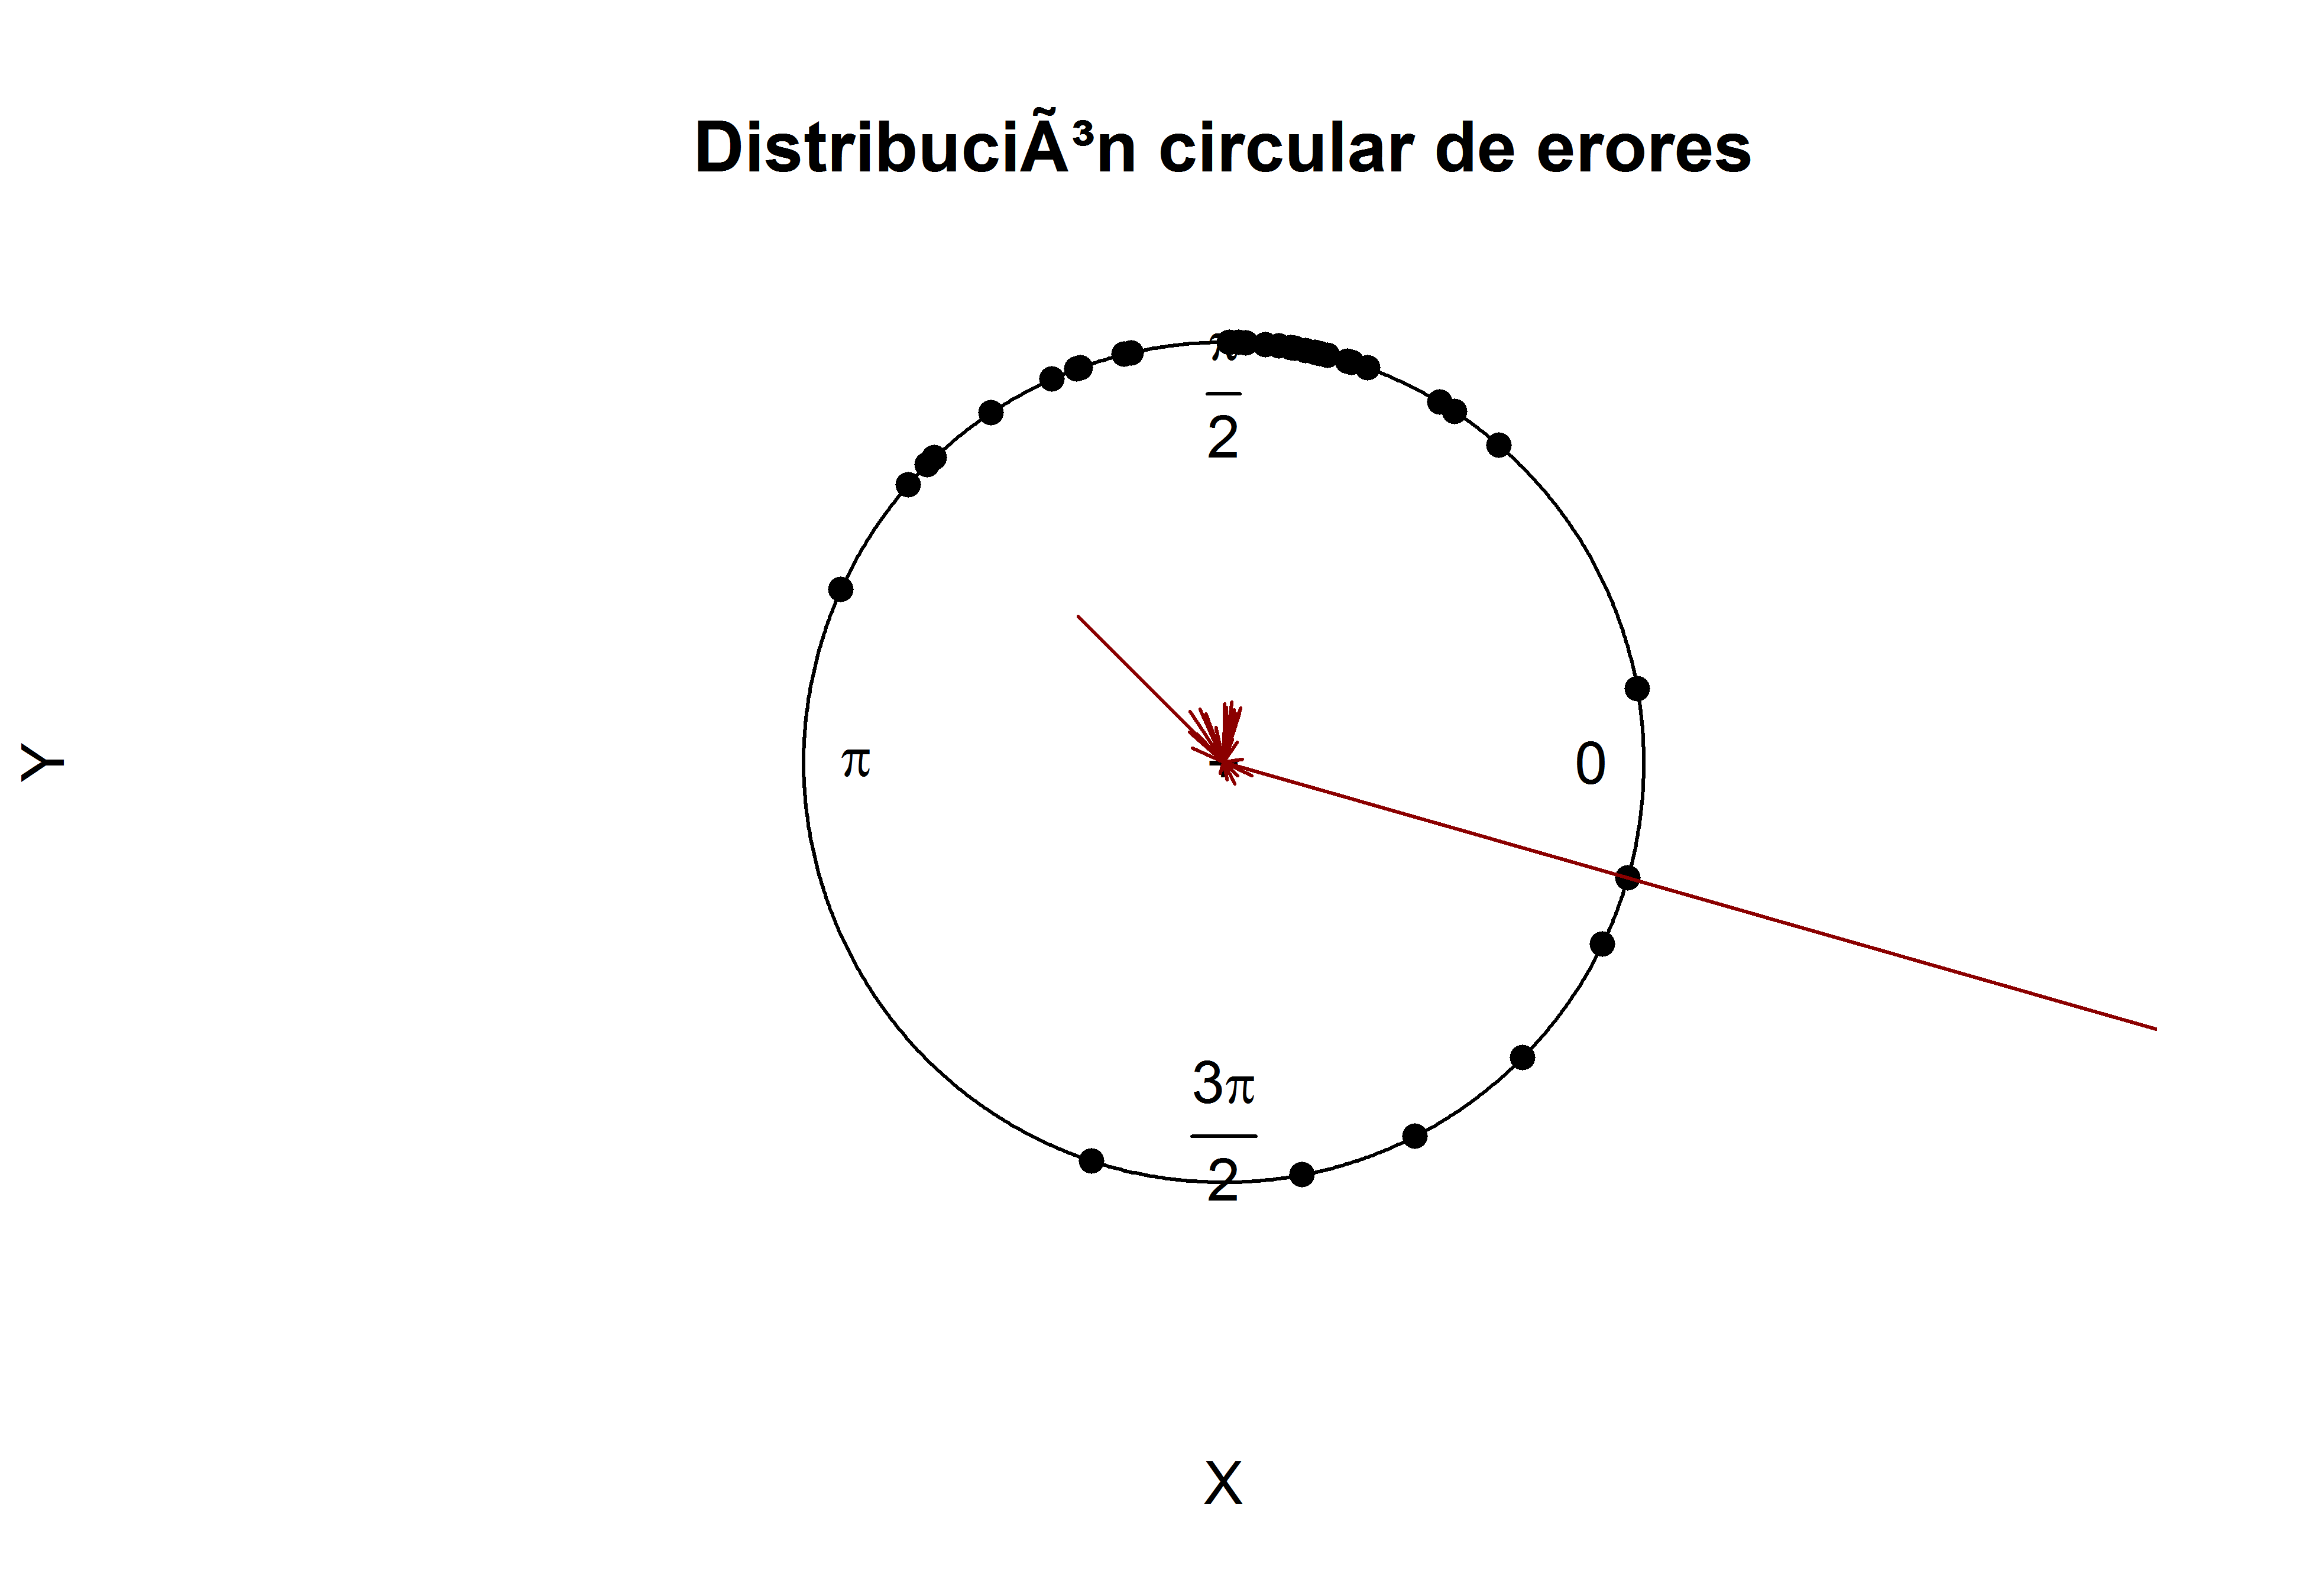 DistribuciÃ³n circular de erores
π
2
Y
π
0
3π
2
X